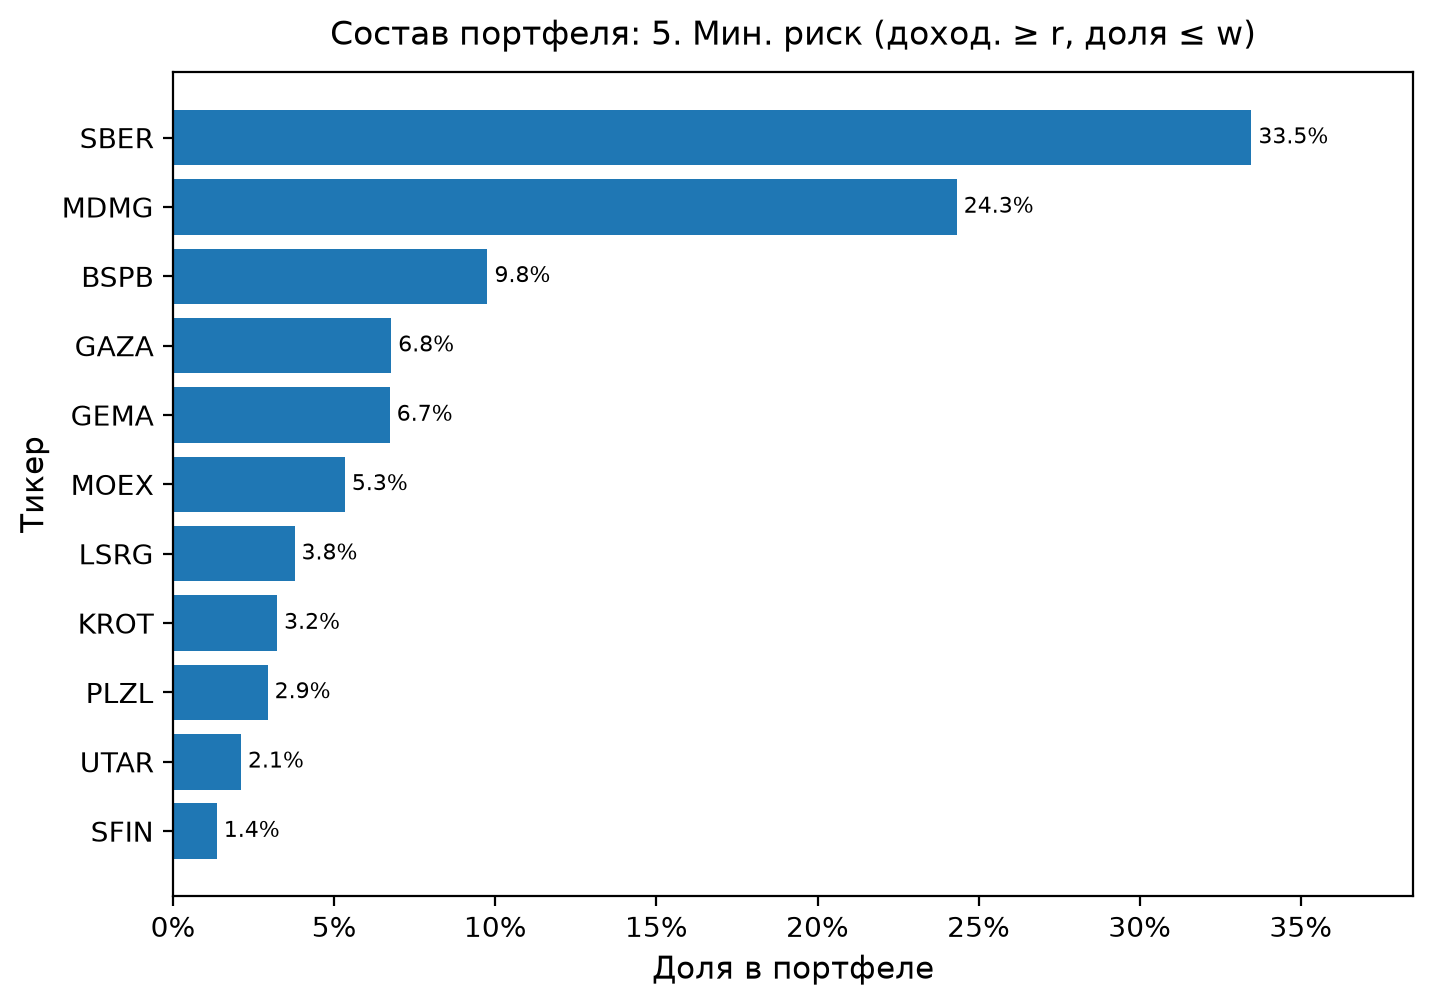 Состав портфеля: 5. Мин. риск (доход. ≥ r, доля ≤ w)
SBER 33.5%
MDMG 24.3%
BSPB 9.8%
GAZA 6.8%
GEMA 6.7%
MOEX 5.3%
LSRG 3.8%
KROT 3.2%
PLZL 2.9%
UTAR 2.1%
SFIN 1.4%
Тикер
0% 5% 10% 15% 20% 25% 30% 35%
Доля в портфеле